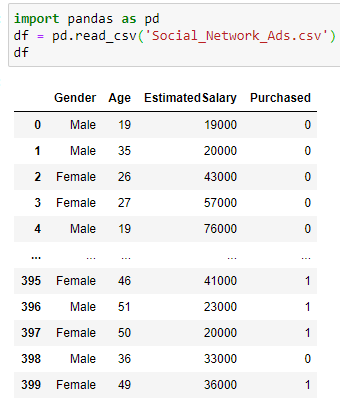 import pandas as pd
df = pd.read_csv('Social_Network_Ads.csv')
df
Gender Age EstimatedSalary Purchased
0 Male 19 19000 0
1 Male 35 20000 0
2 Female 26 43000 0
3 Female 27 57000 0
4 Male 19 76000 0
... ... ... ... ...
395 Female 46 41000 1
396 Male 51 23000 1
397 Female 50 20000 1
398 Male 36 33000 0
399 Female 49 36000 1